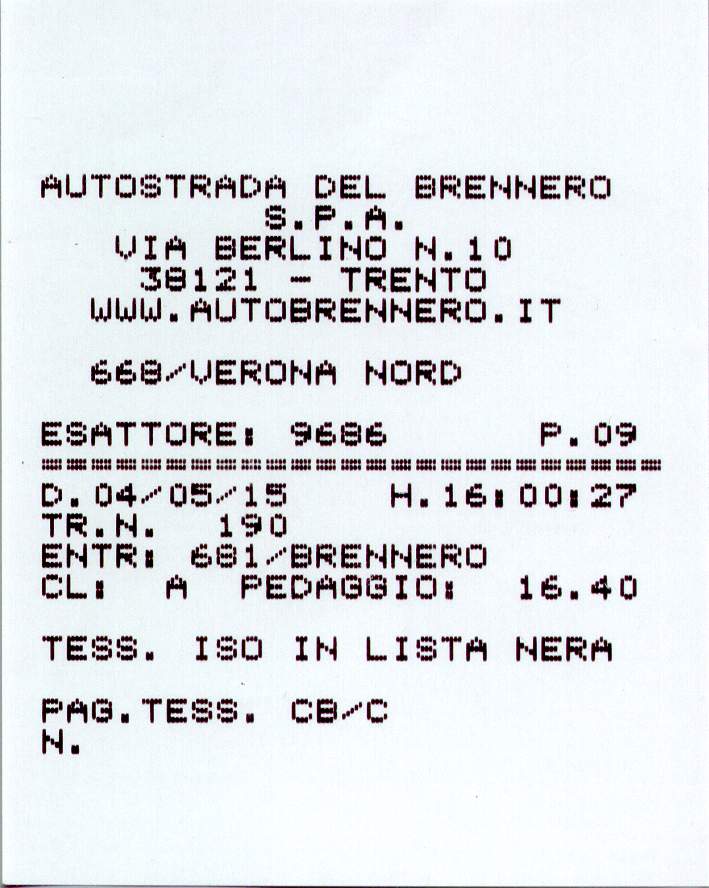 AUTOSTRADA DEL BRENNERO
S.P.A.
VIA BERLINO N.10
38121 - TRENTO
WWW.AUTOBRENNERO.IT
668/VERONA NORD
ESATTORE: 9686 P.09
=========================
D.04/05/15 H.16:00:27
TR.N. 190
ENTR: 681/BRENNERO
CL: A PEDAGGIO: 16.40
TESS. ISO IN LISTA NERA
PAG.TESS. CB/C
N.